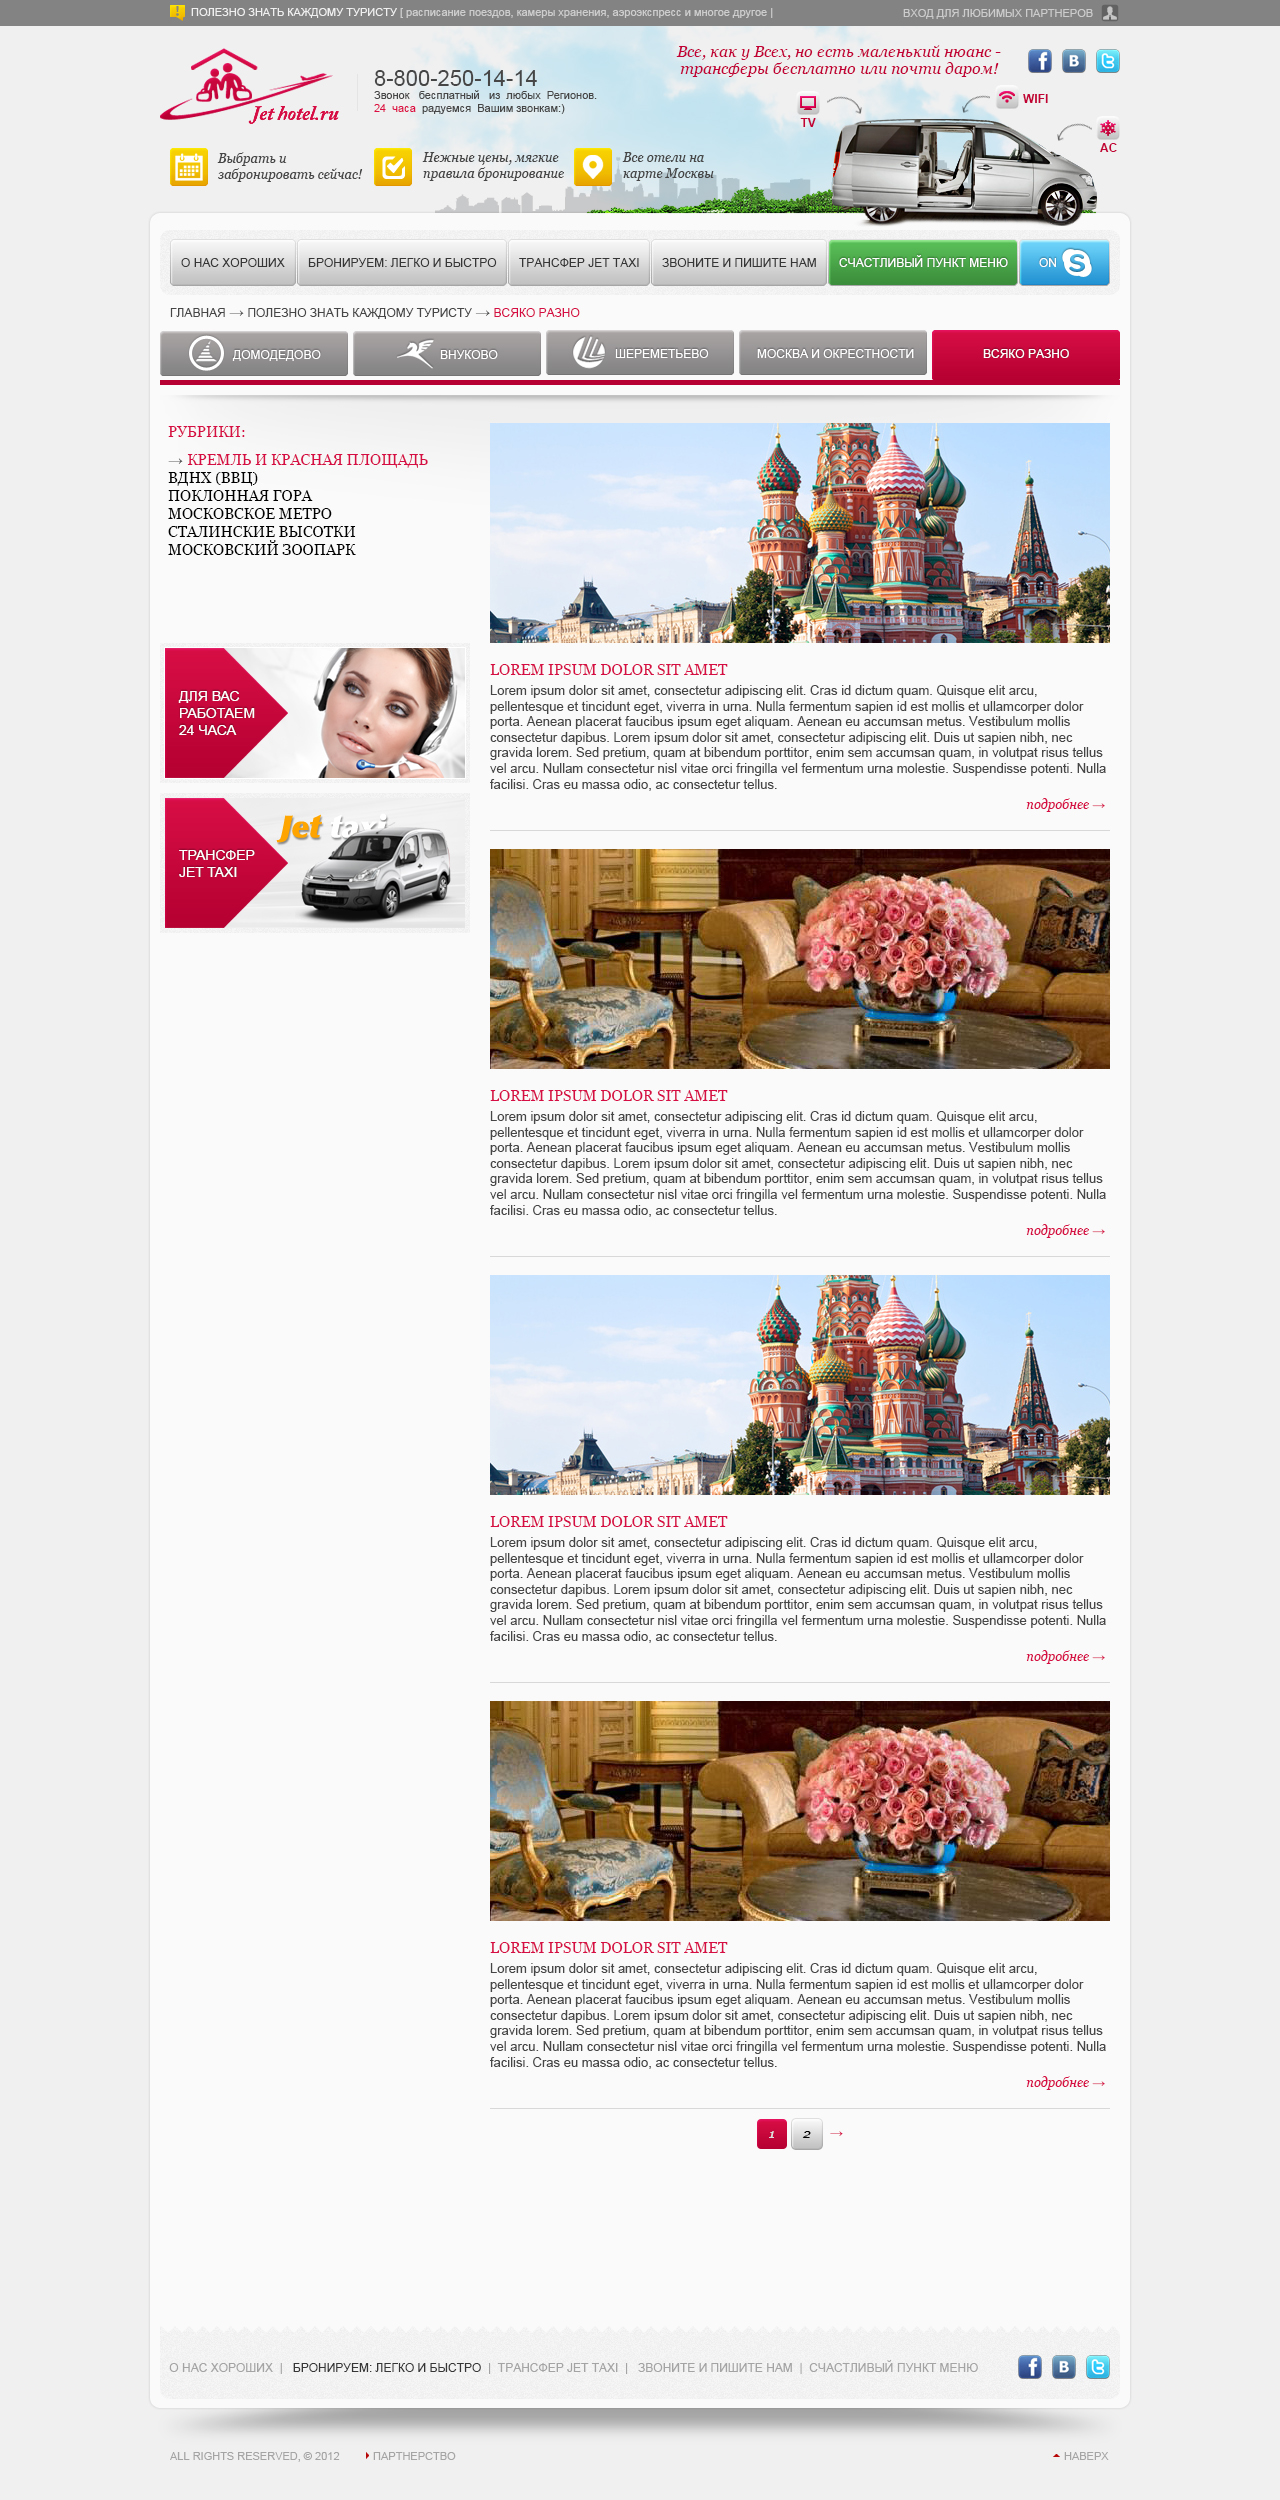 ПОЛЕЗНО ЗНАТЬ КАЖДОМУ ТУРИСТУ [ расписание поездов, камеры хранения, аэроэкспресс и многое другое ]
ВХОД ДЛЯ ЛЮБИМЫХ ПАРТНЕРОВ
Jet hotel.ru
8-800-250-14-14
Звонок бесплатный из любых Регионов.
24 часа радуемся Вашим звонкам:)
Все, как у Всех, но есть маленький нюанс -
трансферы бесплатно или почти даром!
TV
WIFI
AC
Выбрать и
забронировать сейчас!
Нежные цены, мягкие
правила бронирование
Все отели на
карте Москвы
О НАС ХОРОШИХ
БРОНИРУЕМ: ЛЕГКО И БЫСТРО
ТРАНСФЕР JET TAXI
ЗВОНИТЕ И ПИШИТЕ НАМ
СЧАСТЛИВЫЙ ПУНКТ МЕНЮ
ON
ГЛАВНАЯ → ПОЛЕЗНО ЗНАТЬ КАЖДОМУ ТУРИСТУ → ВСЯКО РАЗНО
ДОМОДЕДОВО
ВНУКОВО
ШЕРЕМЕТЬЕВО
МОСКВА И ОКРЕСТНОСТИ
ВСЯКО РАЗНО
РУБРИКИ:
→ КРЕМЛЬ И КРАСНАЯ ПЛОЩАДЬ
ВДНХ (ВВЦ)
ПОКЛОННАЯ ГОРА
МОСКОВСКОЕ МЕТРО
СТАЛИНСКИЕ ВЫСОТКИ
МОСКОВСКИЙ ЗООПАРК
ДЛЯ ВАС
РАБОТАЕМ
24 ЧАСА
ТРАНСФЕР
JET TAXI
Jet taxi
LOREM IPSUM DOLOR SIT AMET
Lorem ipsum dolor sit amet, consectetur adipiscing elit. Cras id dictum quam. Quisque elit arcu,
pellentesque et tincidunt eget, viverra in urna. Nulla fermentum sapien id est mollis et ullamcorper dolor
porta. Aenean placerat faucibus ipsum eget aliquam. Aenean eu accumsan metus. Vestibulum mollis
consectetur dapibus. Lorem ipsum dolor sit amet, consectetur adipiscing elit. Duis ut sapien nibh, nec
gravida lorem. Sed pretium, quam at bibendum porttitor, enim sem accumsan quam, in volutpat risus tellus
vel arcu. Nullam consectetur nisl vitae orci fringilla vel fermentum urna molestie. Suspendisse potenti. Nulla
facilisi. Cras eu massa odio, ac consectetur tellus.
подробнее →
LOREM IPSUM DOLOR SIT AMET
Lorem ipsum dolor sit amet, consectetur adipiscing elit. Cras id dictum quam. Quisque elit arcu,
pellentesque et tincidunt eget, viverra in urna. Nulla fermentum sapien id est mollis et ullamcorper dolor
porta. Aenean placerat faucibus ipsum eget aliquam. Aenean eu accumsan metus. Vestibulum mollis
consectetur dapibus. Lorem ipsum dolor sit amet, consectetur adipiscing elit. Duis ut sapien nibh, nec
gravida lorem. Sed pretium, quam at bibendum porttitor, enim sem accumsan quam, in volutpat risus tellus
vel arcu. Nullam consectetur nisl vitae orci fringilla vel fermentum urna molestie. Suspendisse potenti. Nulla
facilisi. Cras eu massa odio, ac consectetur tellus.
подробнее →
LOREM IPSUM DOLOR SIT AMET
Lorem ipsum dolor sit amet, consectetur adipiscing elit. Cras id dictum quam. Quisque elit arcu,
pellentesque et tincidunt eget, viverra in urna. Nulla fermentum sapien id est mollis et ullamcorper dolor
porta. Aenean placerat faucibus ipsum eget aliquam. Aenean eu accumsan metus. Vestibulum mollis
consectetur dapibus. Lorem ipsum dolor sit amet, consectetur adipiscing elit. Duis ut sapien nibh, nec
gravida lorem. Sed pretium, quam at bibendum porttitor, enim sem accumsan quam, in volutpat risus tellus
vel arcu. Nullam consectetur nisl vitae orci fringilla vel fermentum urna molestie. Suspendisse potenti. Nulla
facilisi. Cras eu massa odio, ac consectetur tellus.
подробнее →
LOREM IPSUM DOLOR SIT AMET
Lorem ipsum dolor sit amet, consectetur adipiscing elit. Cras id dictum quam. Quisque elit arcu,
pellentesque et tincidunt eget, viverra in urna. Nulla fermentum sapien id est mollis et ullamcorper dolor
porta. Aenean placerat faucibus ipsum eget aliquam. Aenean eu accumsan metus. Vestibulum mollis
consectetur dapibus. Lorem ipsum dolor sit amet, consectetur adipiscing elit. Duis ut sapien nibh, nec
gravida lorem. Sed pretium, quam at bibendum porttitor, enim sem accumsan quam, in volutpat risus tellus
vel arcu. Nullam consectetur nisl vitae orci fringilla vel fermentum urna molestie. Suspendisse potenti. Nulla
facilisi. Cras eu massa odio, ac consectetur tellus.
подробнее →
1 2 →
О НАС ХОРОШИХ | БРОНИРУЕМ: ЛЕГКО И БЫСТРО | ТРАНСФЕР JET TAXI | ЗВОНИТЕ И ПИШИТЕ НАМ | СЧАСТЛИВЫЙ ПУНКТ МЕНЮ
ALL RIGHTS RESERVED, © 2012
ПАРТНЕРСТВО
НАВЕРХ